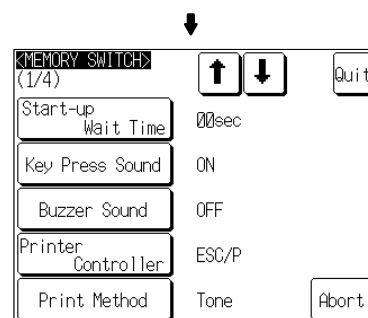 <MEMORY SWITCH>
(1/4)
Quit
Start-up
Wait Time
00sec
Key Press Sound
ON
Buzzer Sound
OFF
Printer
Controller
ESC/P
Print Method
Tone
Abort